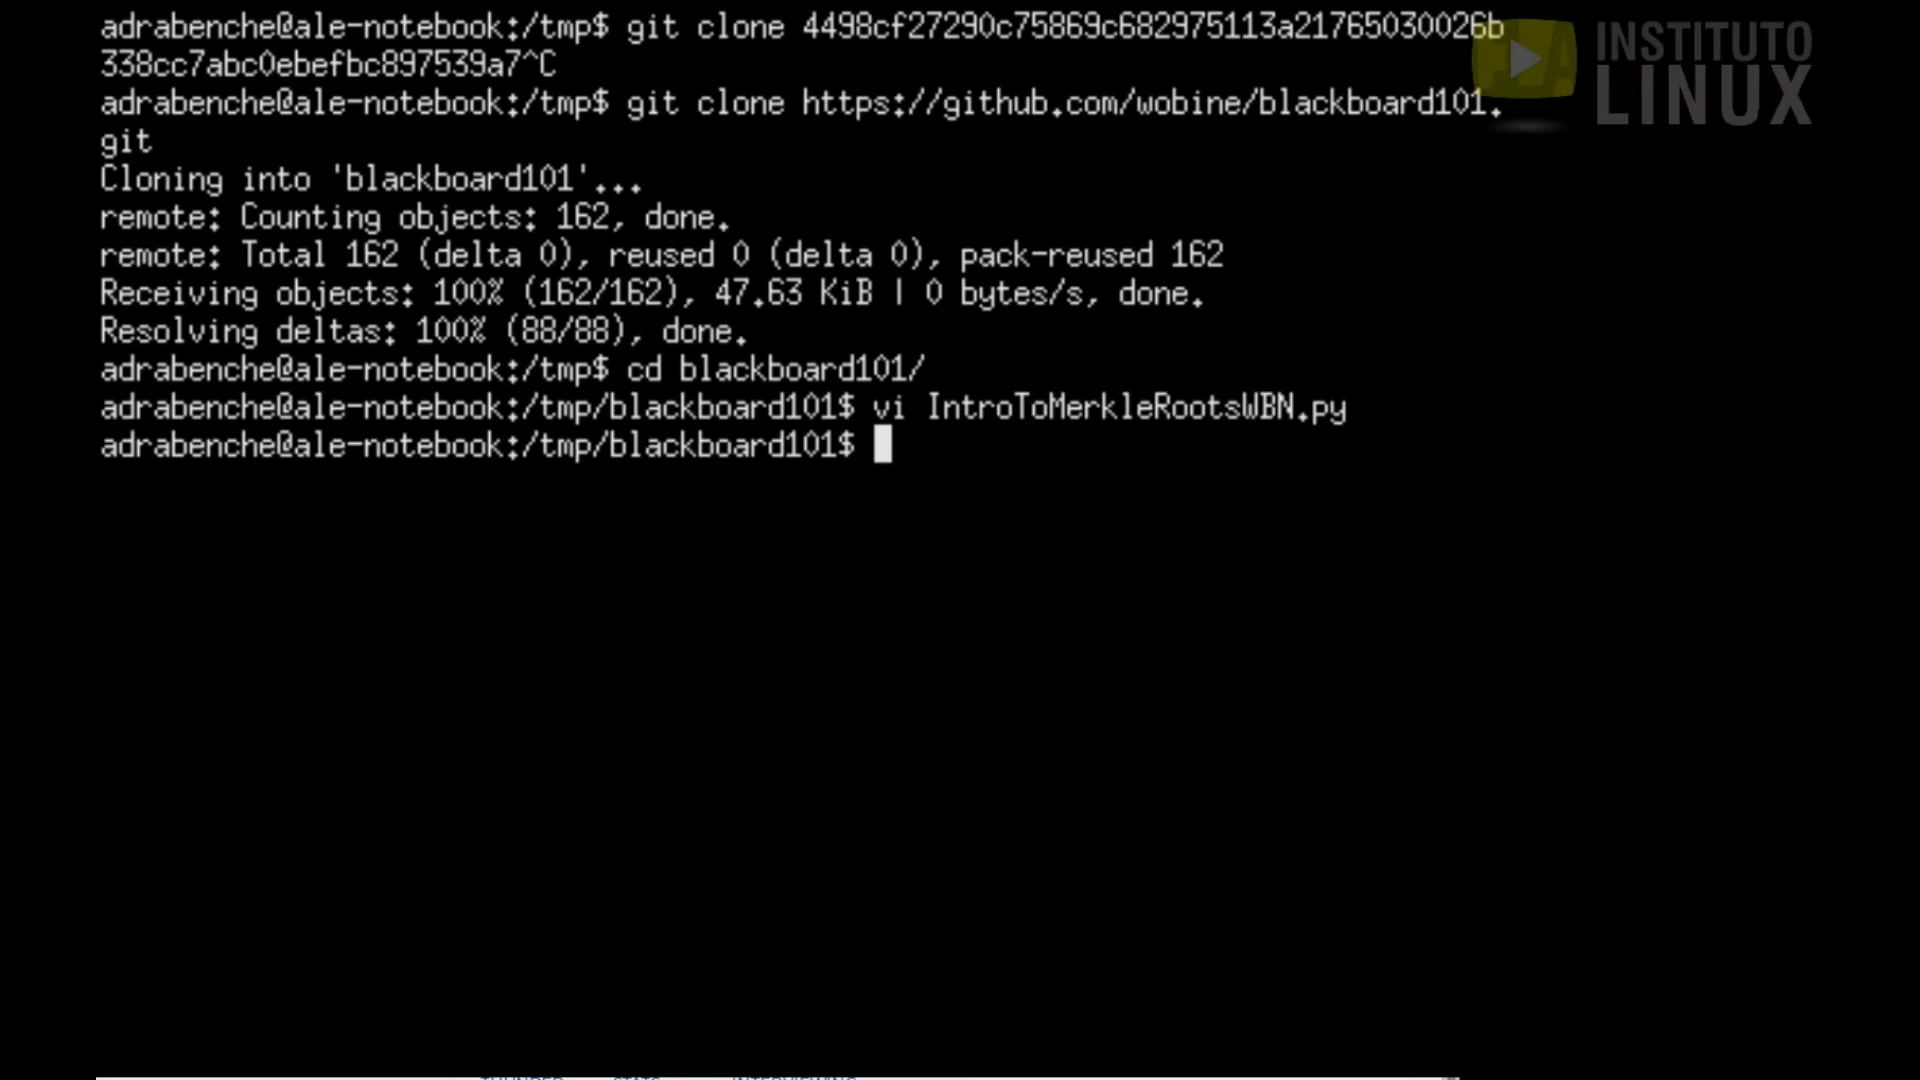 adrabenche@ale-notebook:/tmp$ git clone 4498cf27290c75869c682975113a21765030026b
338cc7abc0ebefbc897539a7^C
adrabenche@ale-notebook:/tmp$ git clone https://github.com/wobine/blackboard101.
git
Cloning into 'blackboard101'...
remote: Counting objects: 162, done.
remote: Total 162 (delta 0), reused 0 (delta 0), pack-reused 162
Receiving objects: 100% (162/162), 47.63 KiB | 0 bytes/s, done.
Resolving deltas: 100% (88/88), done.
adrabenche@ale-notebook:/tmp$ cd blackboard101/
adrabenche@ale-notebook:/tmp/blackboard101$ vi IntroToMerkleRootsWBN.py
adrabenche@ale-notebook:/tmp/blackboard101$
INSTITUTO
LINUX